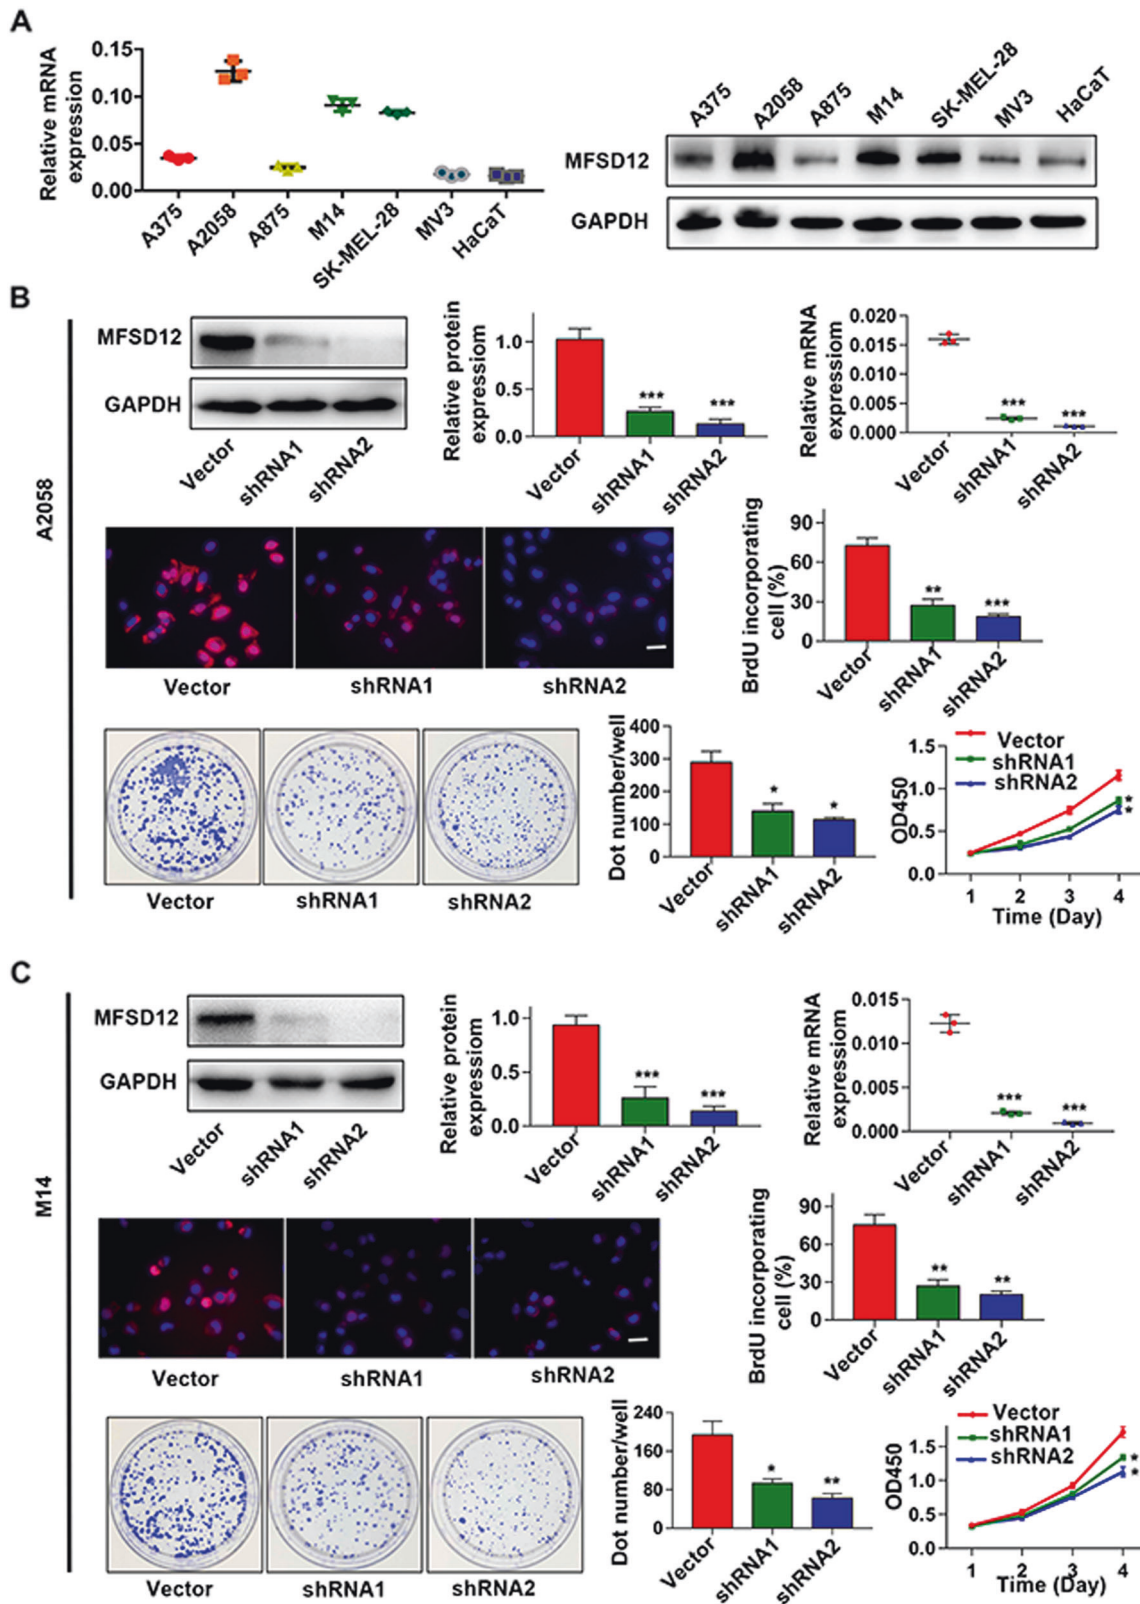 A
Relative mRNA
expression
0.15
0.10
0.05
0.00
A375
A2058
A875
M14
SK-MEL-28
MV3
HaCaT
A375
A2058
A875
M14
SK-MEL-28
MV3
HaCaT
MFSD12
GAPDH
B
A2058
MFSD12
GAPDH
Vector
shRNA1
shRNA2
Relative protein
expressiom
1.0
0.5
0.0
***
***
Vector
shRNA1
shRNA2
Relative mRNA
expressiom
0.020
0.015
0.010
0.005
0.000
***
***
Vector
shRNA1
shRNA2
Vector
shRNA1
shRNA2
BrdU incorporating
cell (%)
90
60
30
0
**
***
Vector
shRNA1
shRNA2
Vector
shRNA1
shRNA2
Dot number/well
400
300
200
100
0
*
*
Vector
shRNA1
shRNA2
Vector
shRNA1
shRNA2
OD450
1.5
1.0
0.5
0.0
*
*
1 2 3 4
Time (Day)
C
M14
MFSD12
GAPDH
Vector
shRNA1
shRNA2
Relative protein
expressiom
1.0
0.5
0.0
***
***
Vector
shRNA1
shRNA2
Relative mRNA
expressiom
0.015
0.010
0.005
0.000
***
***
Vector
shRNA1
shRNA2
Vector
shRNA1
shRNA2
BrdU incorporating
cell (%)
90
60
30
0
**
**
Vector
shRNA1
shRNA2
Vector
shRNA1
shRNA2
Dot number/well
240
160
80
0
*
**
Vector
shRNA1
shRNA2
Vector
shRNA1
shRNA2
OD450
1.5
1.0
0.5
0.0
*
*
1 2 3 4
Time (Day)